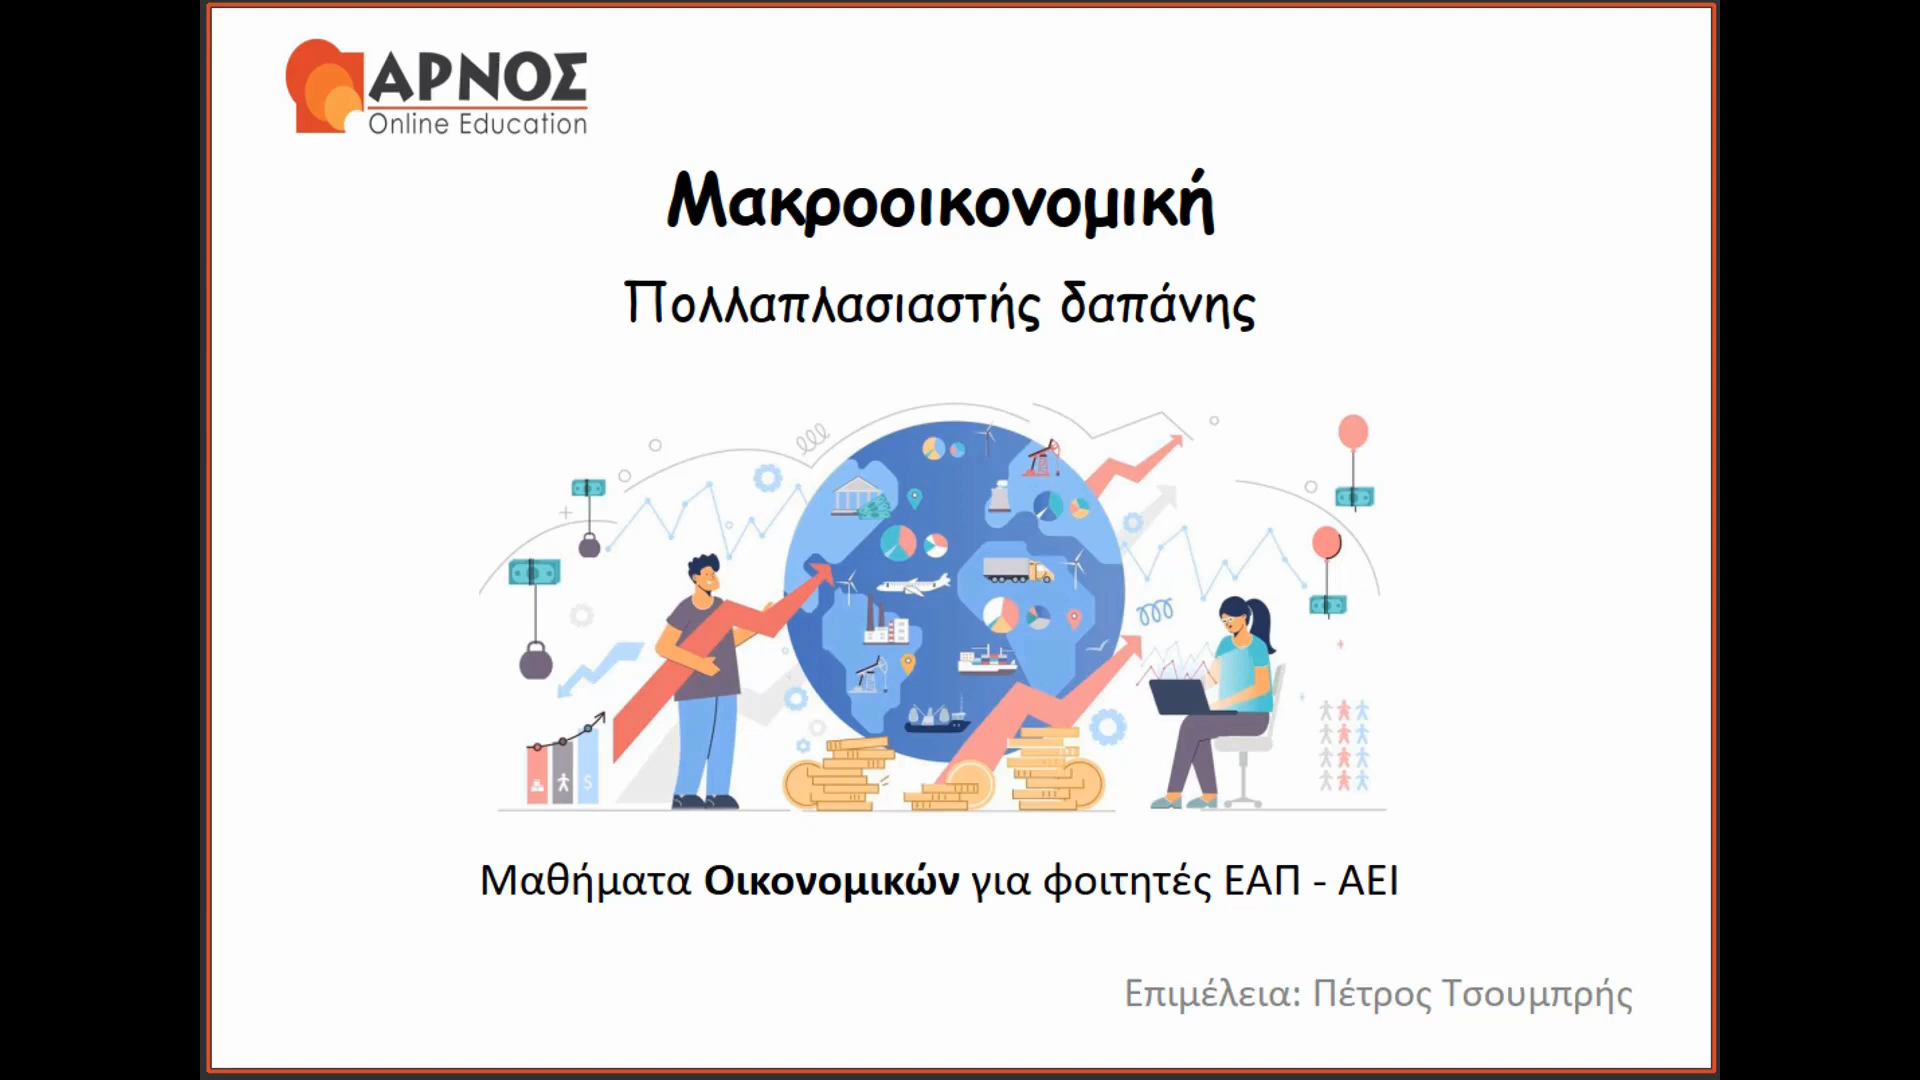 ΑΡΝΟΣ
Online Education
Μακροοικονομική
Πολλαπλασιαστής δαπάνης
$
Μαθήματα Οικονομικών για φοιτητές ΕΑΠ - ΑΕΙ
Επιμέλεια: Πέτρος Τσουμπρής